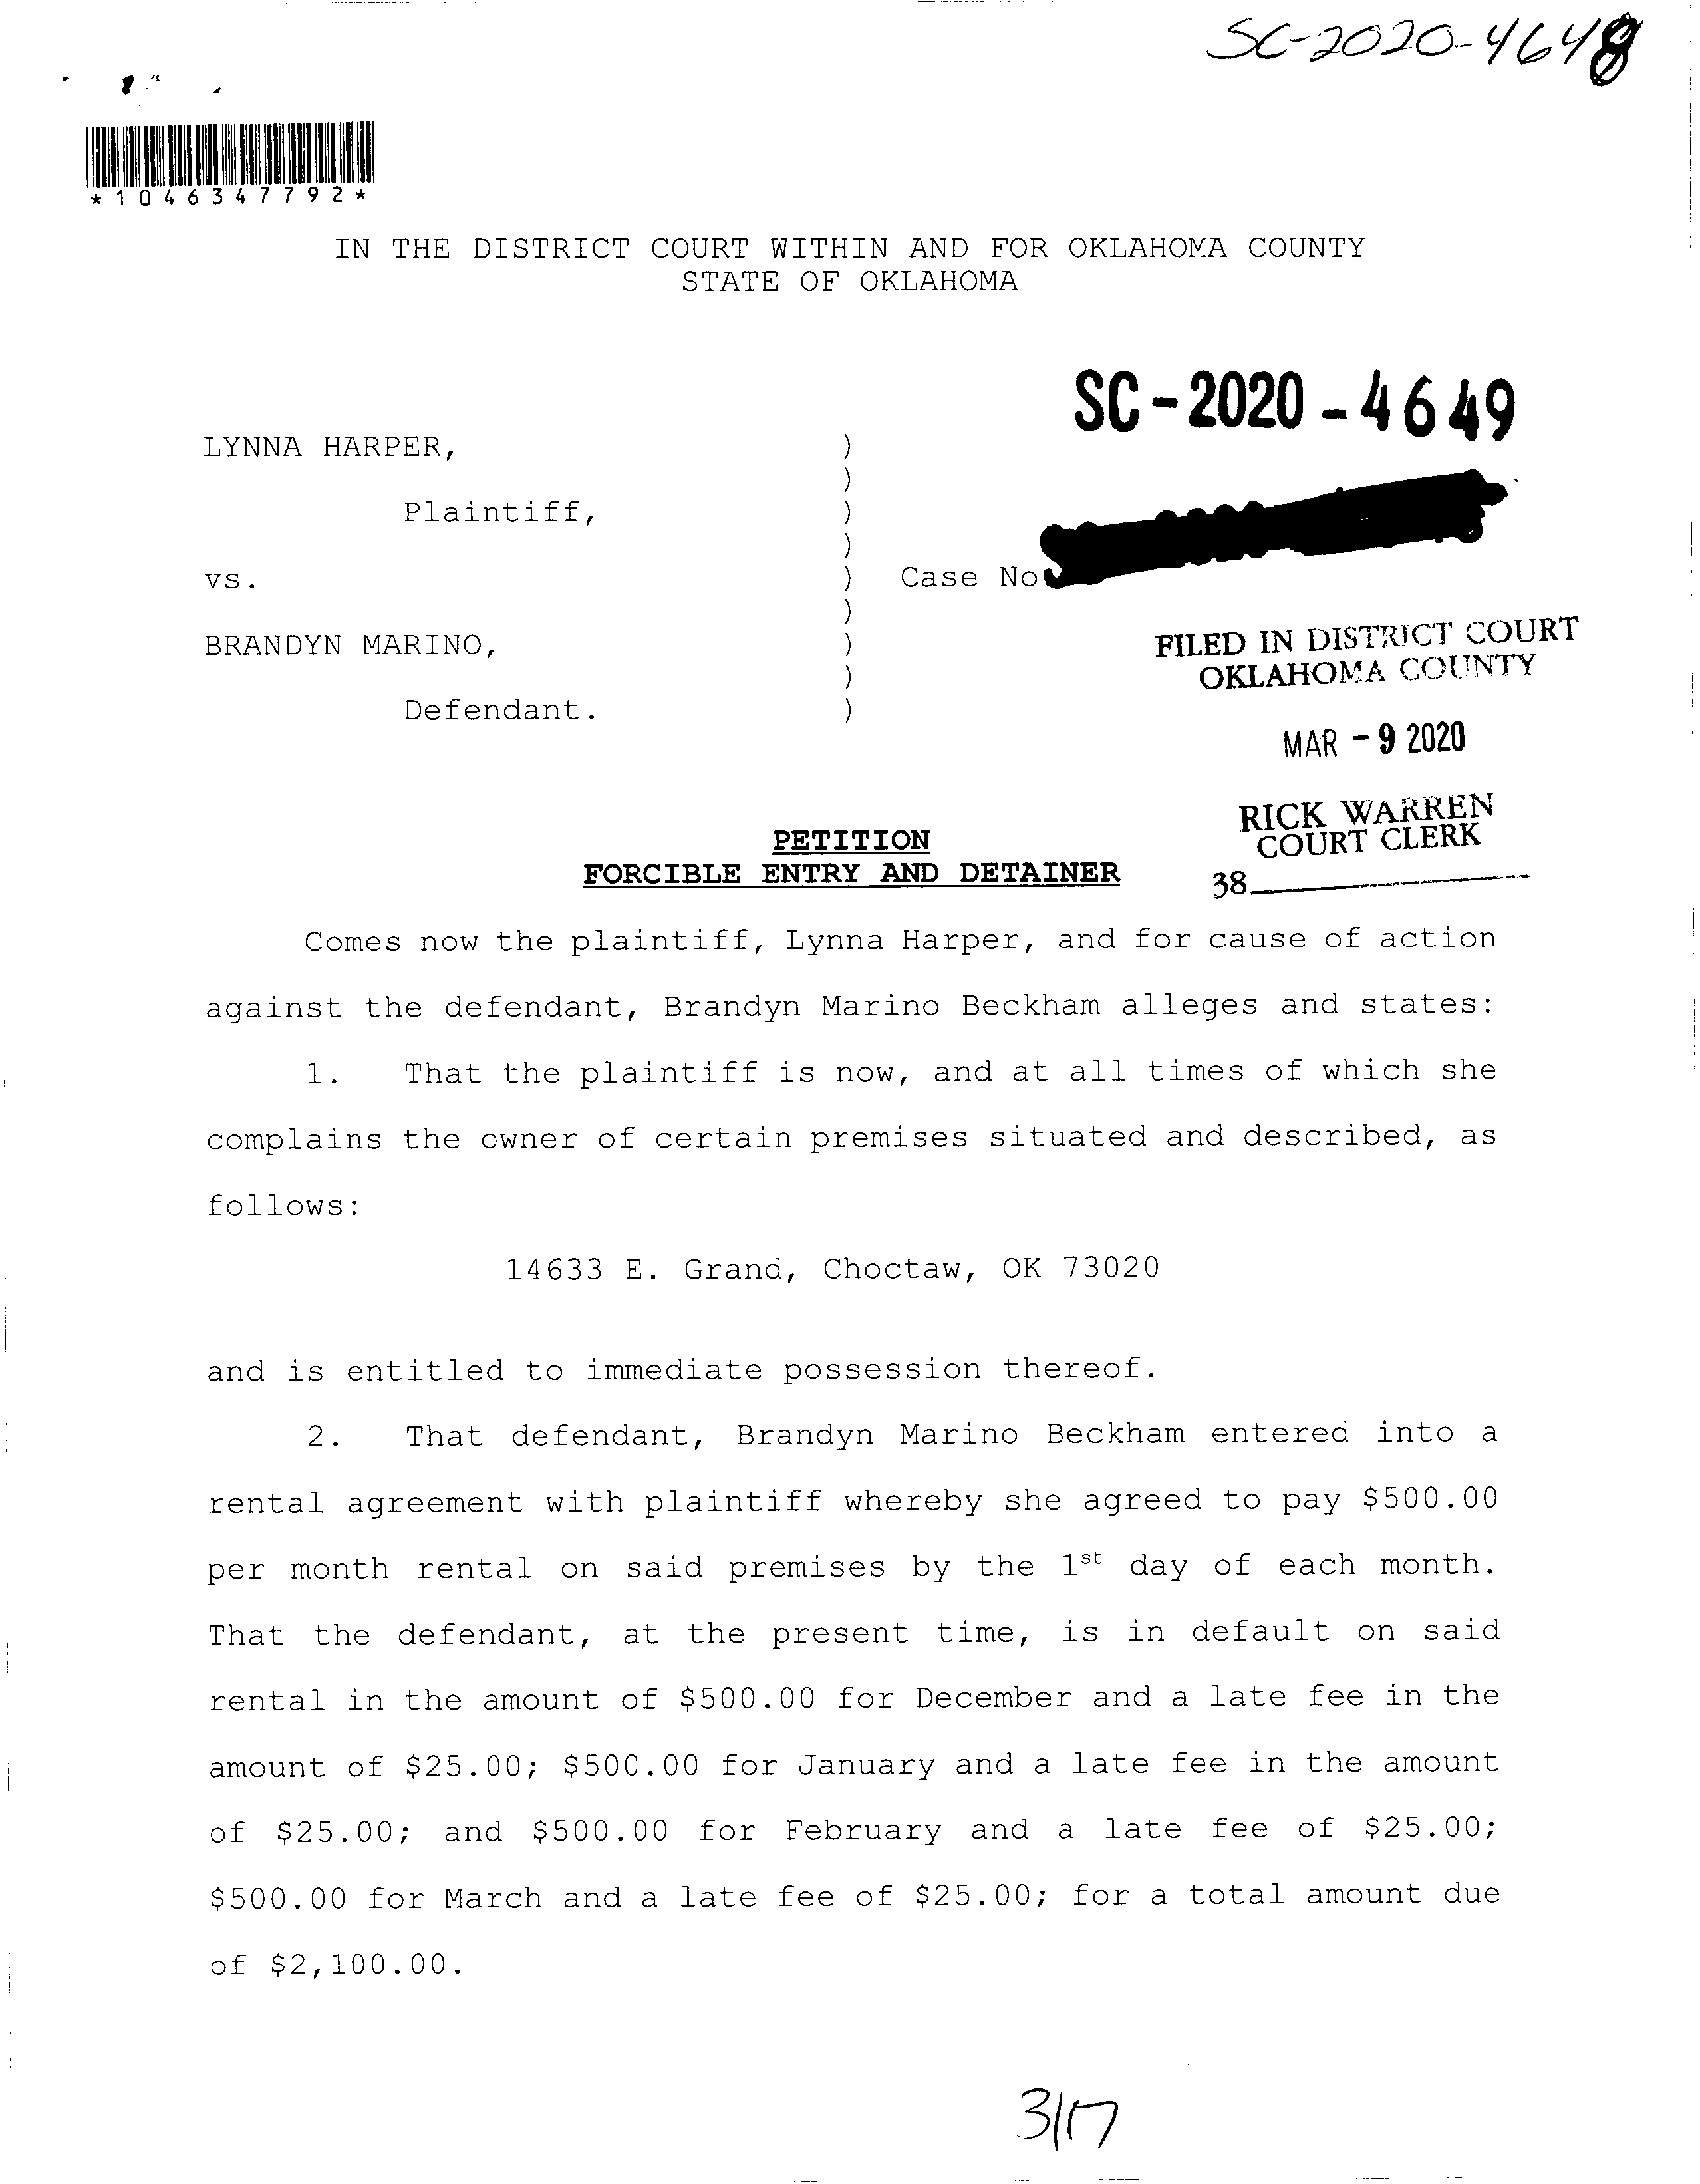 SC-2020-4648
*1046347792*
IN THE DISTRICT COURT WITHIN AND FOR OKLAHOMA COUNTY
STATE OF OKLAHOMA
SC-2020-4649
LYNNA HARPER, )
)
Plaintiff, )
)
vs. ) Case No
)
BRANDYN MARINO, )
)
Defendant. )
FILED IN DISTRICT COURT
OKLAHOMA COUNTY
MAR - 9 2020
RICK WARREN
COURT CLERK
38
PETITION
FORCIBLE ENTRY AND DETAINER
Comes now the plaintiff, Lynna Harper, and for cause of action
against the defendant, Brandyn Marino Beckham alleges and states:
1. That the plaintiff is now, and at all times of which she
complains the owner of certain premises situated and described, as
follows:
14633 E. Grand, Choctaw, OK 73020
and is entitled to immediate possession thereof.
2. That defendant, Brandyn Marino Beckham entered into a
rental agreement with plaintiff whereby she agreed to pay $500.00
per month rental on said premises by the 1st day of each month.
That the defendant, at the present time, is in default on said
rental in the amount of $500.00 for December and a late fee in the
amount of $25.00; $500.00 for January and a late fee in the amount
of $25.00; and $500.00 for February and a late fee of $25.00;
$500.00 for March and a late fee of $25.00; for a total amount due
of $2,100.00.
3/17